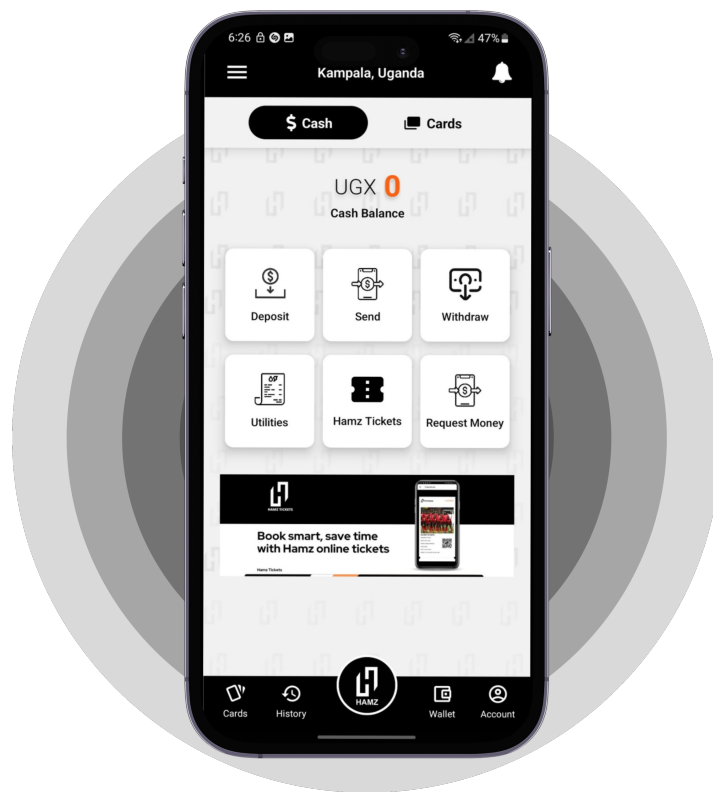 6:26
47%
Kampala, Uganda
$ Cash
Cards
UGX 0
Cash Balance
Deposit
Send
Withdraw
Utilities
Hamz Tickets
Request Money
HAMZ TICKETS
Book smart, save time
with Hamz online tickets
Hamz Tickets
Cards
History
HAMZ
Wallet
Account